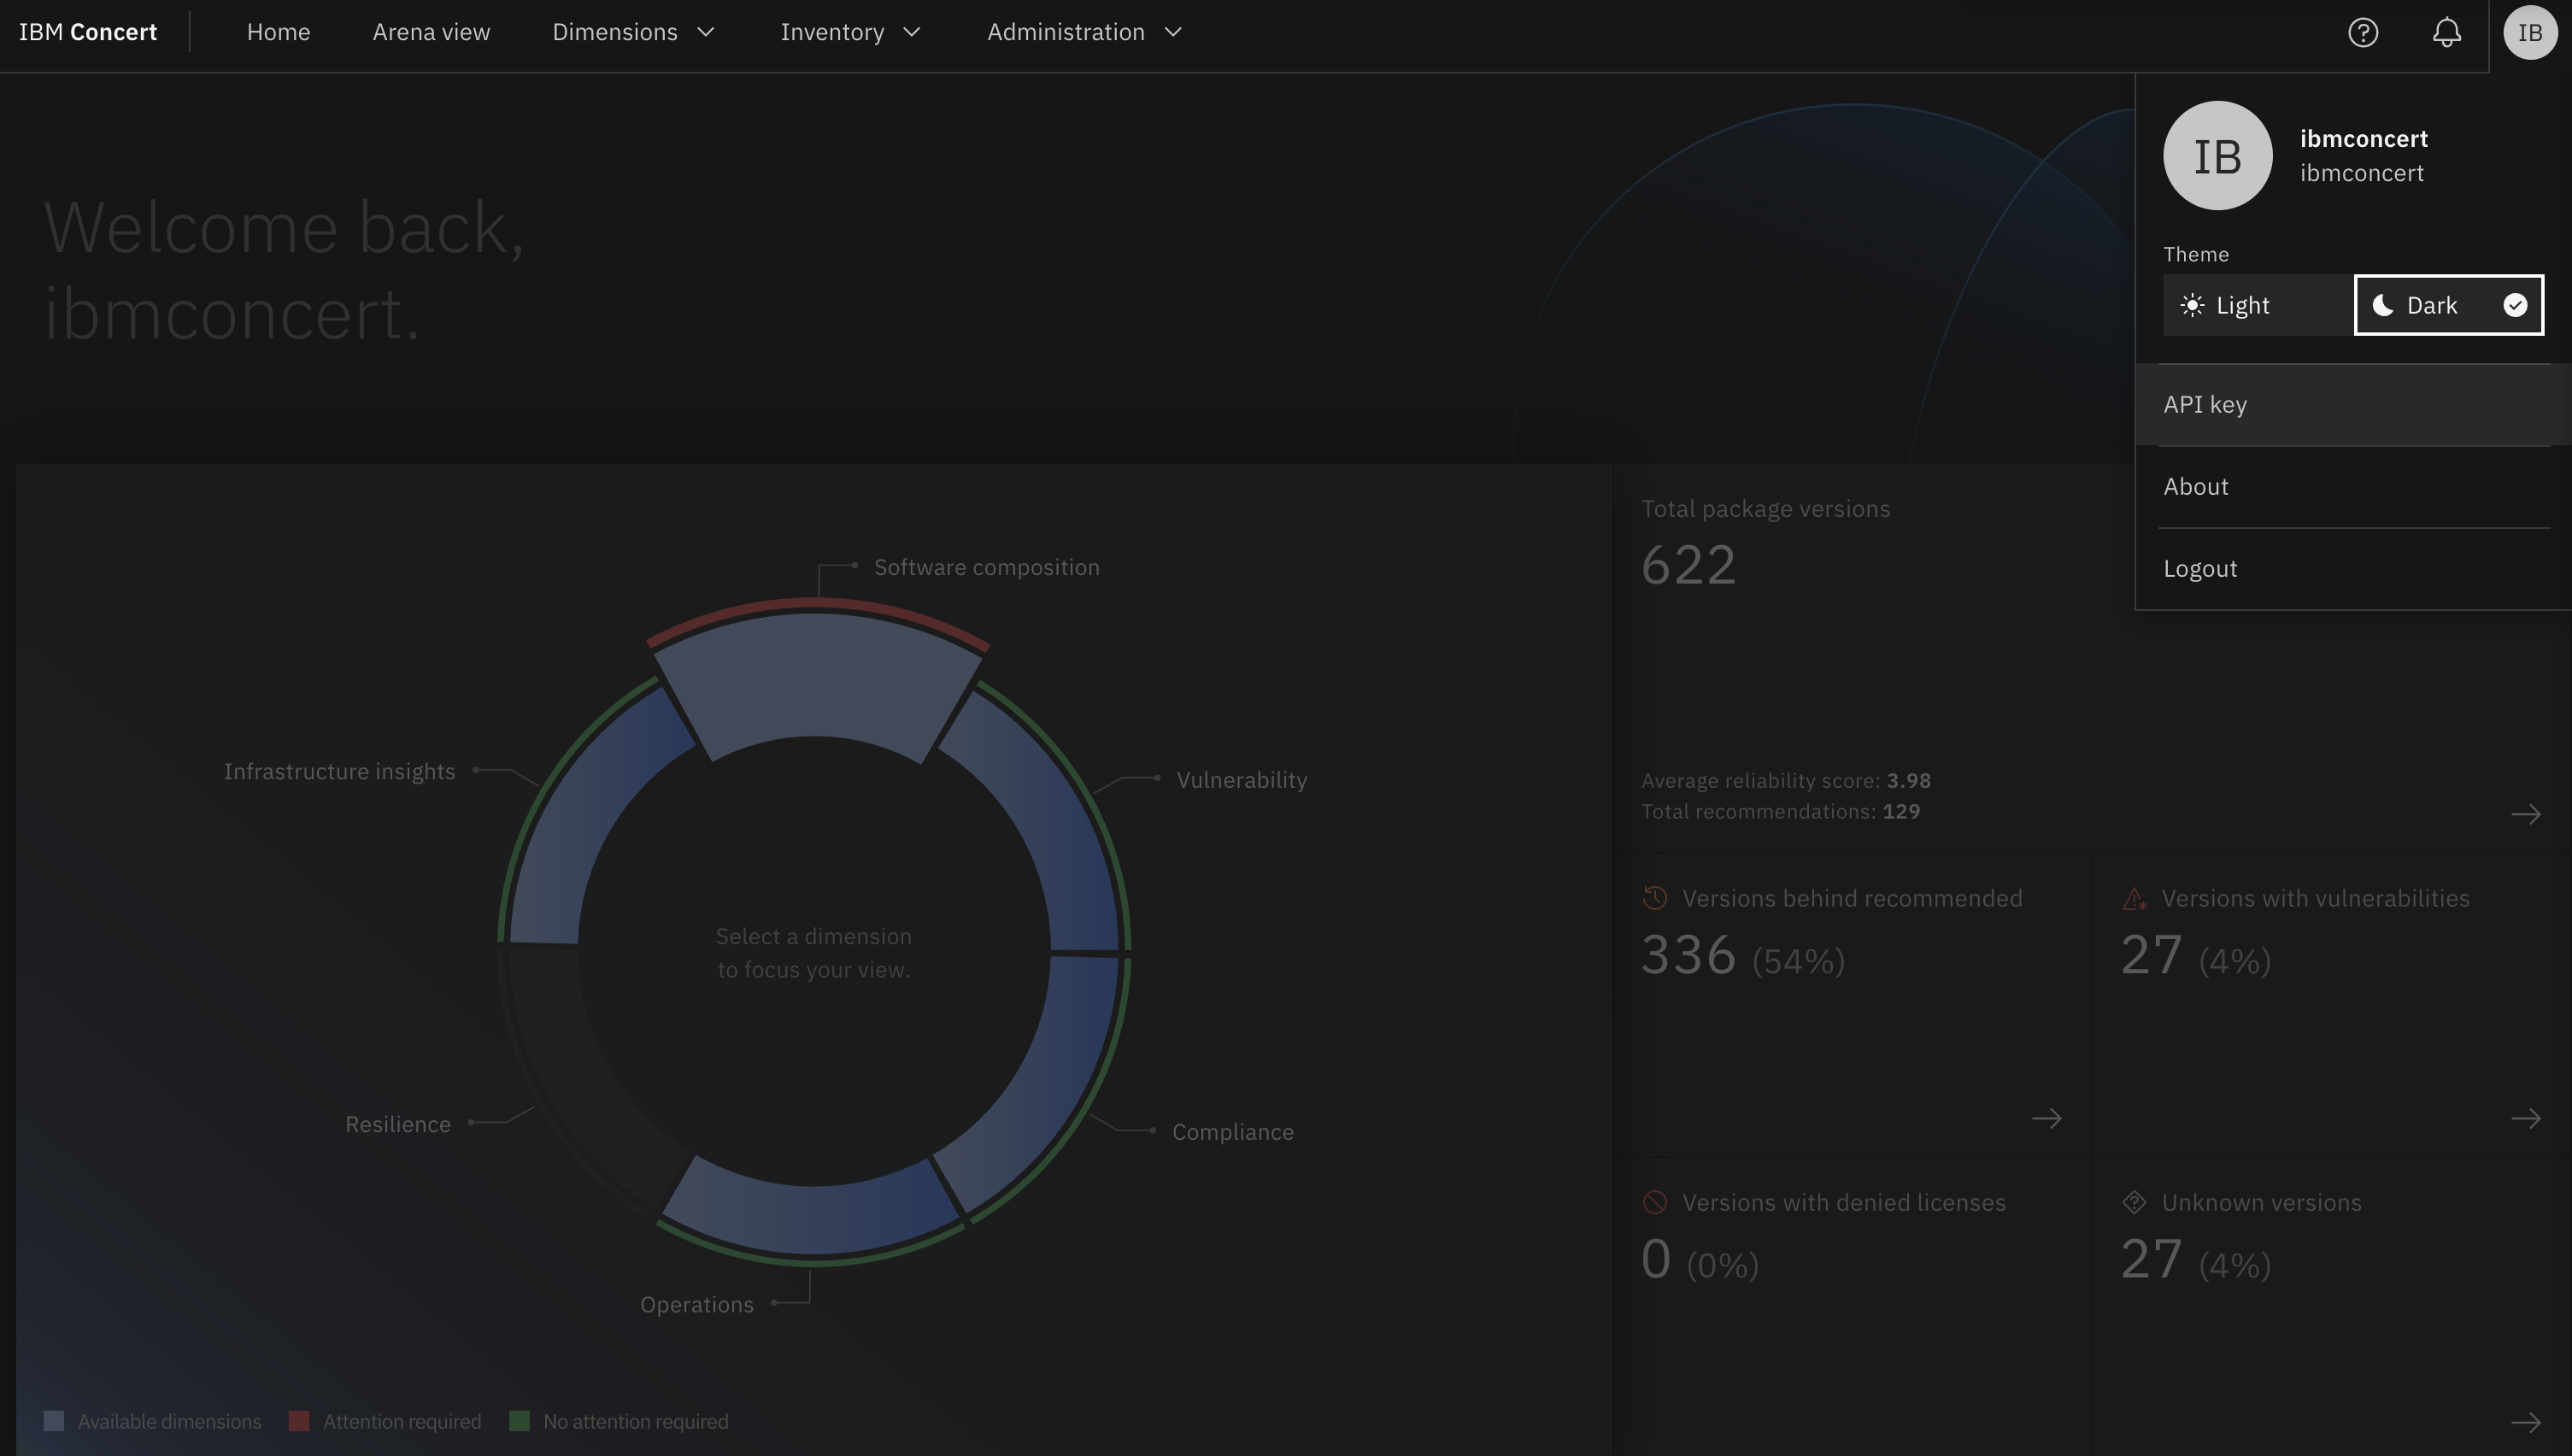 IBM Concert
Home
Arena view
Dimensions
Inventory
Administration
IB
IB
ibmconcert
ibmconcert
Theme
Light
Dark
API key
About
Logout
Welcome back,
ibmconcert.
Software composition
Infrastructure insights
Vulnerability
Select a dimension
to focus your view.
Resilience
Compliance
Operations
Available dimensions
Attention required
No attention required
Total package versions
622
Average reliability score: 3.98
Total recommendations: 129
Versions behind recommended
336 (54%)
Versions with vulnerabilities
27 (4%)
Versions with denied licenses
0 (0%)
Unknown versions
27 (4%)